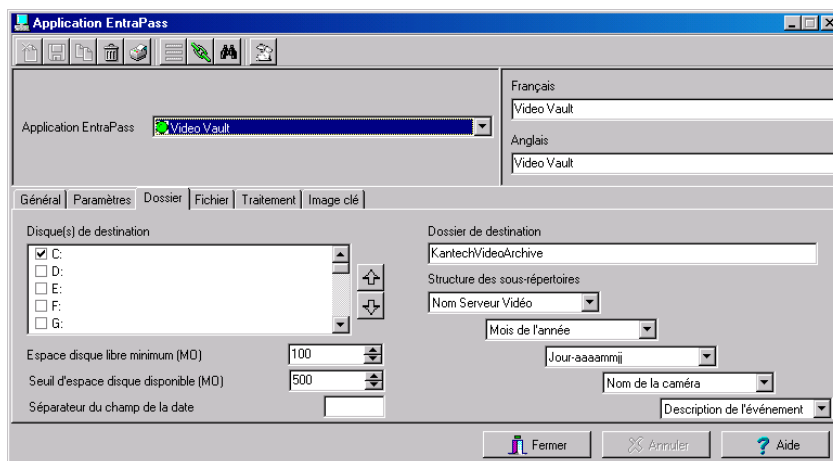 Application EntraPass
Français
Video Vault
Application EntraPass
Video Vault
Anglais
Video Vault
Général
Paramètres
Dossier
Fichier
Traitement
Image clé
Disque(s) de destination
C:
D:
E:
F:
G:
Espace disque libre minimum (MO)
100
Seuil d'espace disque disponible (MO)
500
Séparateur du champ de la date
Dossier de destination
KantechVideoArchive
Structure des sous-répertoires
Nom Serveur Vidéo
Mois de l'année
Jour-aaaammjj
Nom de la caméra
Description de l'événement
Fermer
Annuler
Aide